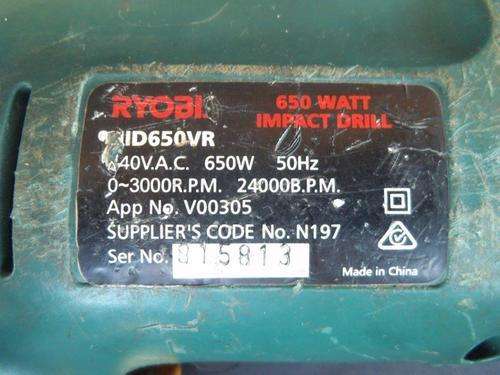 RYOBI
650 WATT
IMPACT DRILL
ID650VR
40V.A.C. 650W 50Hz
0~3000R.P.M. 24000B.P.M.
App No. V00305
SUPPLIER'S CODE No. N197
Ser No. 915813
Made in China